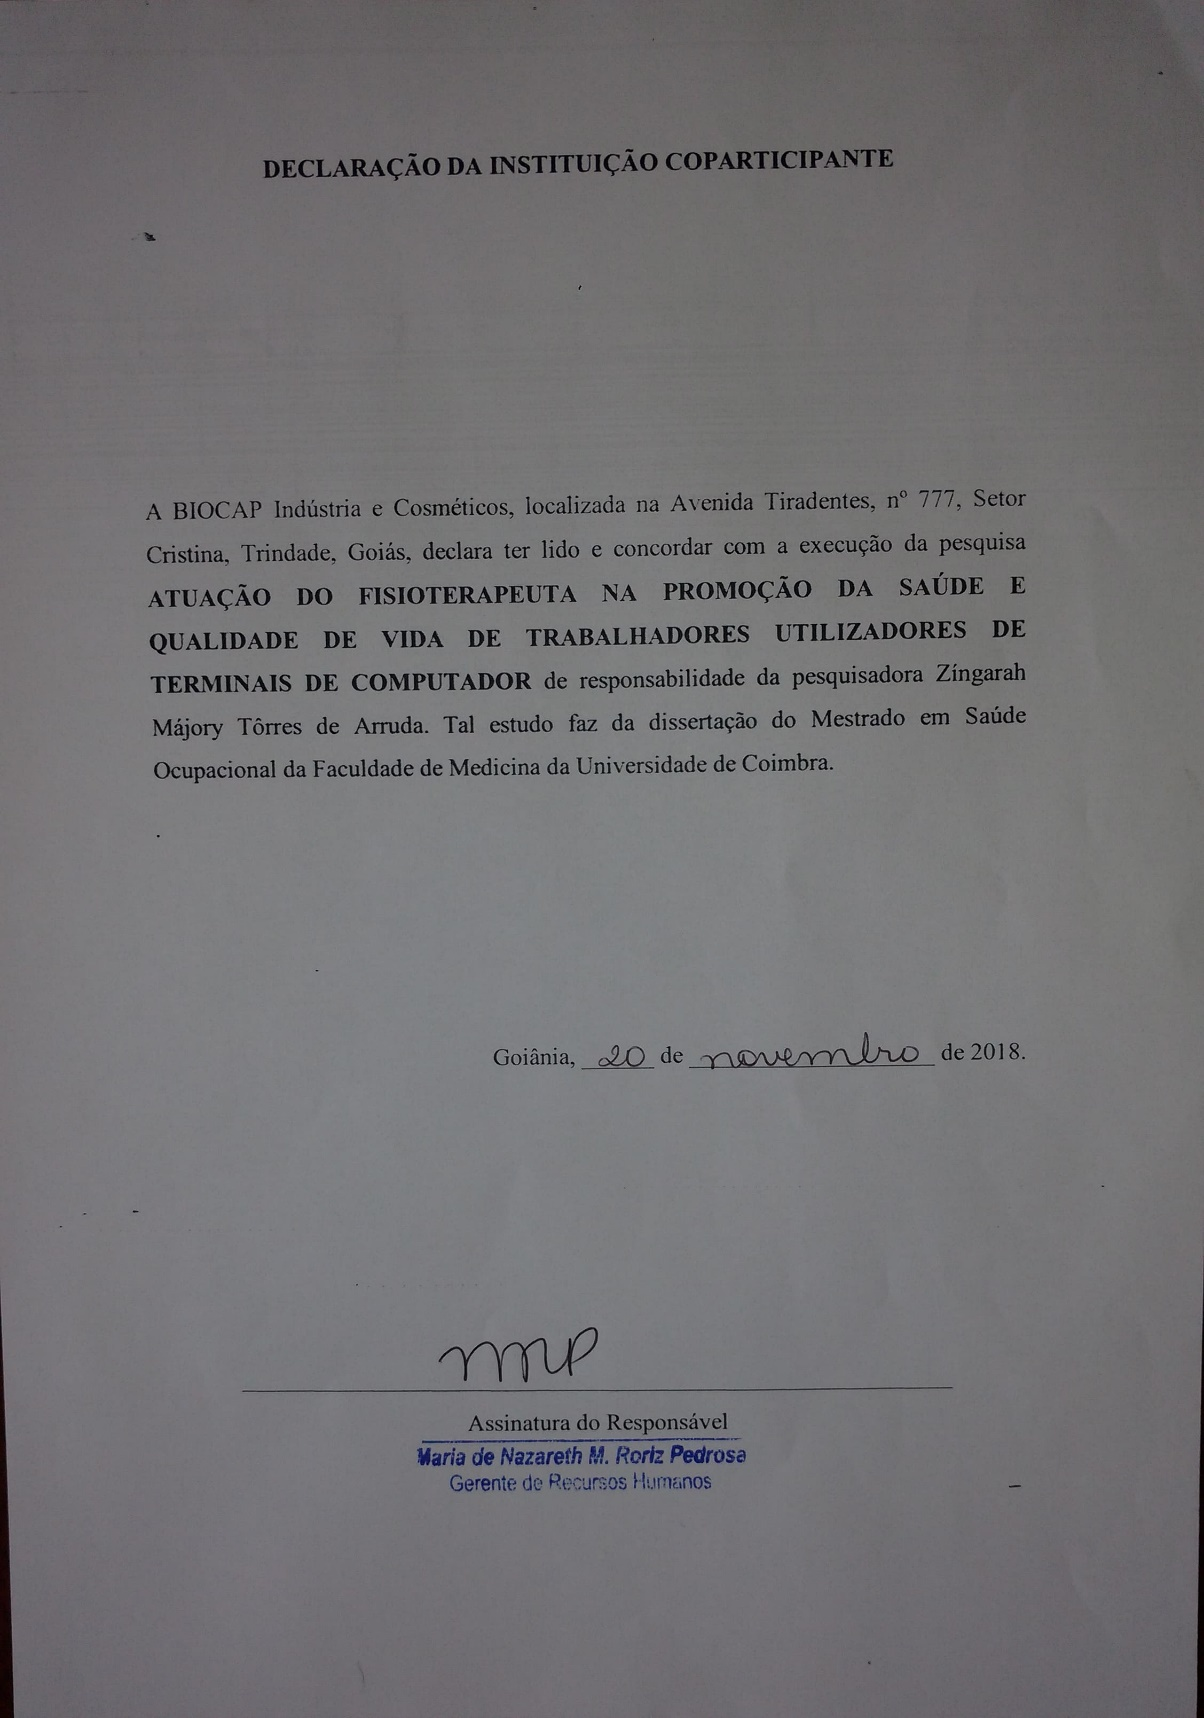 DECLARAÇÃO DA INSTITUIÇÃO COPARTICIPANTE
A BIOCAP Indústria e Cosméticos, localizada na Avenida Tiradentes, nº 777, Setor
Cristina, Trindade, Goiás, declara ter lido e concordar com a execução da pesquisa
ATUAÇÃO DO FISIOTERAPEUTA NA PROMOÇÃO DA SAÚDE E
QUALIDADE DE VIDA DE TRABALHADORES UTILIZADORES DE
TERMINAIS DE COMPUTADOR de responsabilidade da pesquisadora Zíngarah
Májory Tôrres de Arruda. Tal estudo faz da dissertação do Mestrado em Saúde
Ocupacional da Faculdade de Medicina da Universidade de Coimbra.
Goiânia, 20 de novembro de 2018.
MNP
Assinatura do Responsável
Maria de Nazareth M. Roriz Pedrosa
Gerente de Recursos Humanos